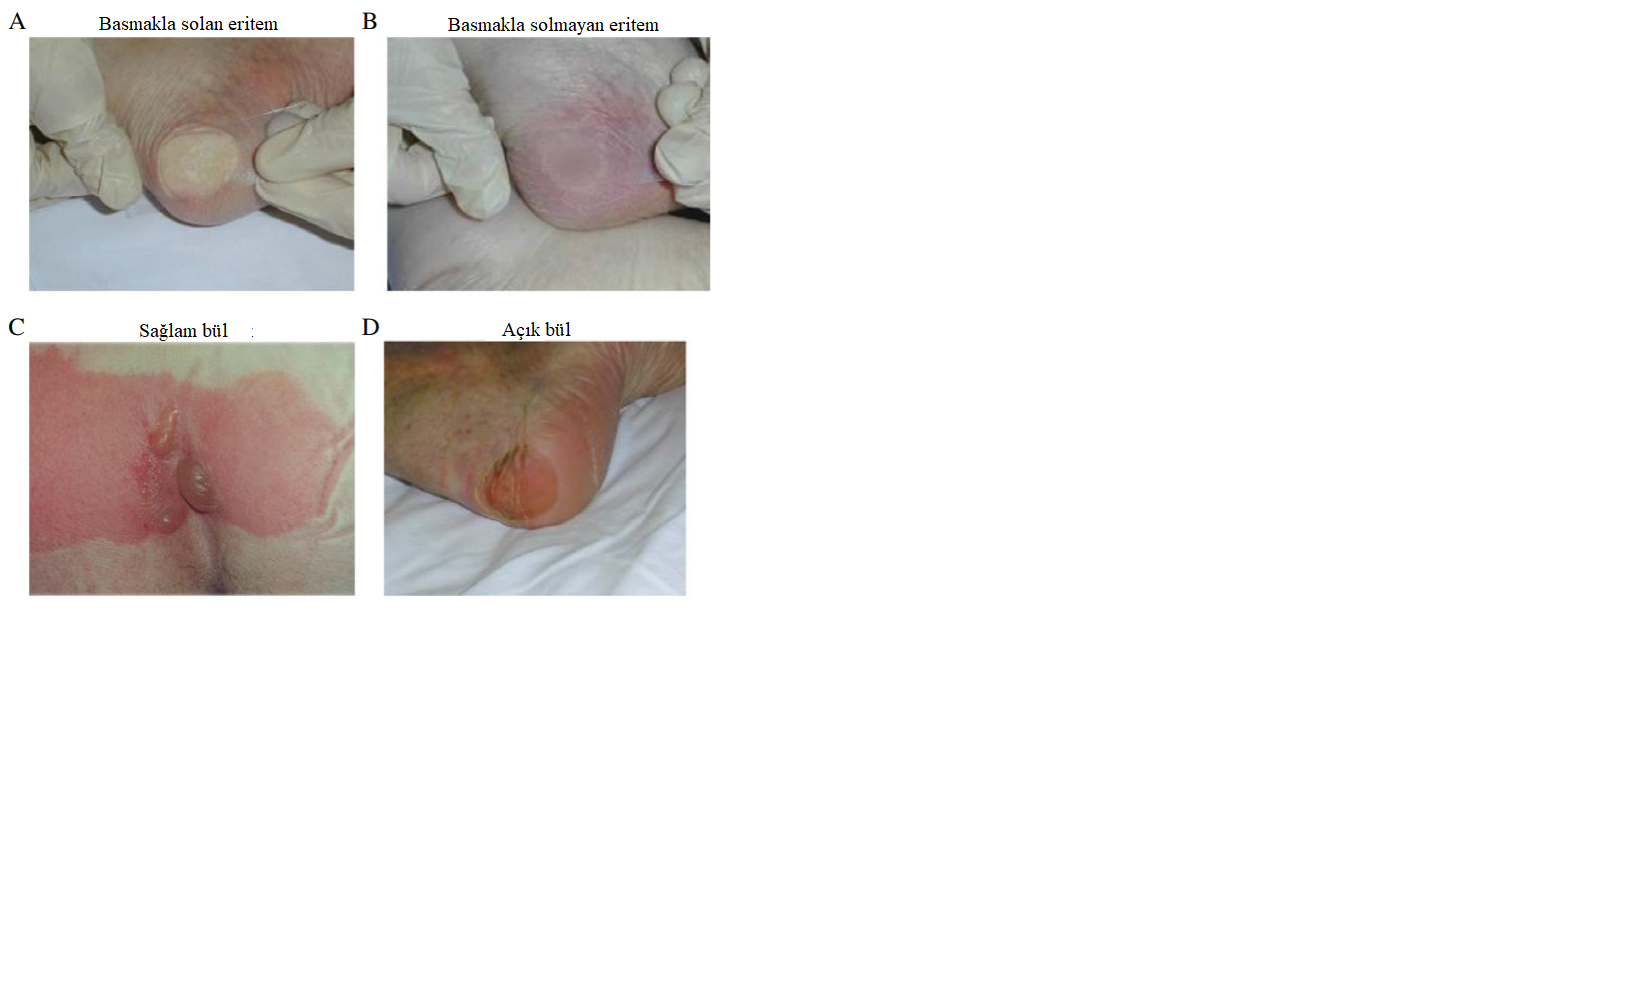 A Basmakla solan eritem
B Basmakla solmayan eritem
C Sağlam bül :
D Açık bül